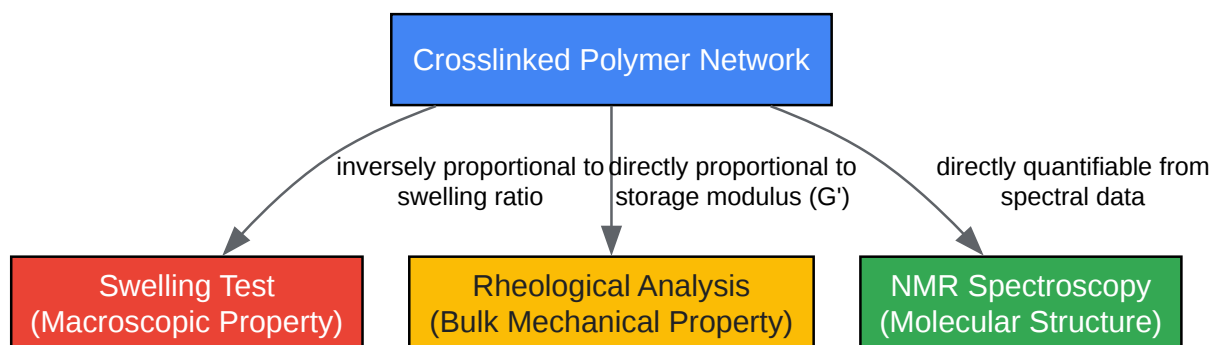 Crosslinked Polymer Network
inversely proportional to
swelling ratio
directly proportional to
storage modulus (G')
directly quantifiable from
spectral data
Swelling Test
(Macroscopic Property)
Rheological Analysis
(Bulk Mechanical Property)
NMR Spectroscopy
(Molecular Structure)